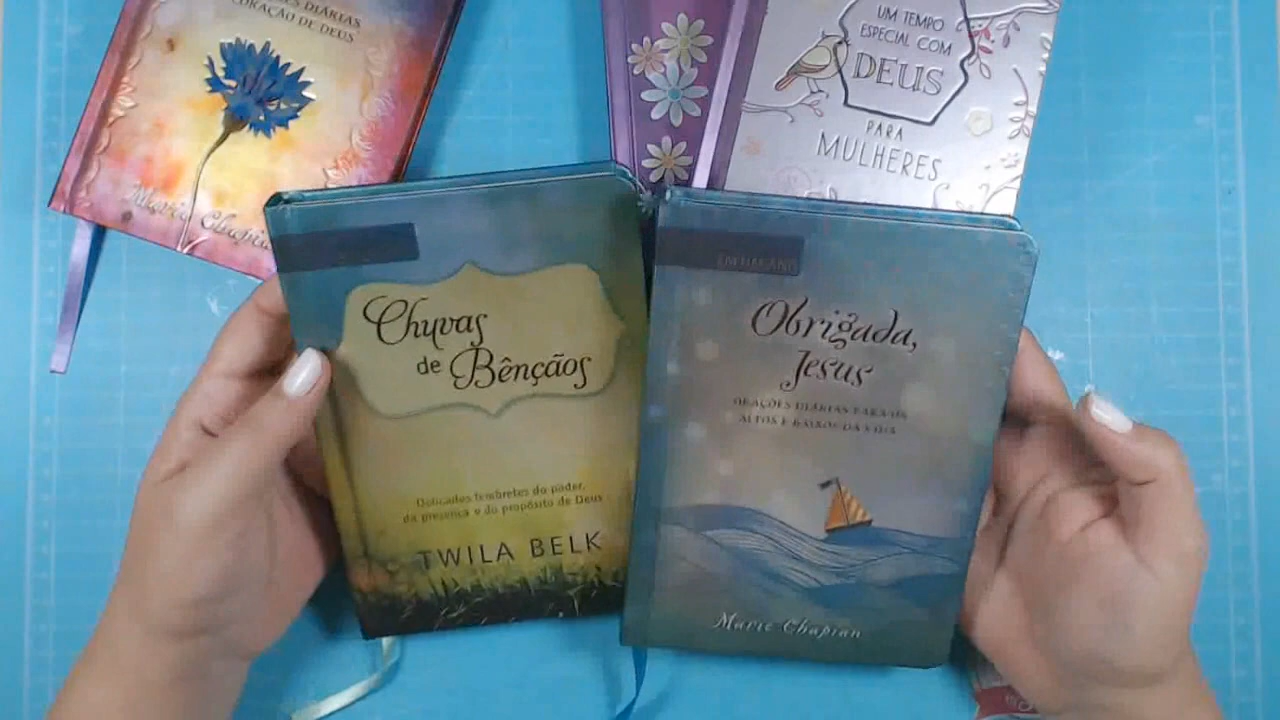 DIÁRIAS
CORAÇÃO DE DEUS
Marie Chapian
UM TEMPO
ESPECIAL COM
DEUS
PARA
MULHERES
Chuvas
de Bênçãos
Delicados lembretes do poder,
da presença e do propósito de Deus
TWILA BELK
Obrigada,
Jesus
ORAÇÕES DIÁRIAS PARA OS
ALTOS E BAIXOS DA VIDA
Marie Chapian